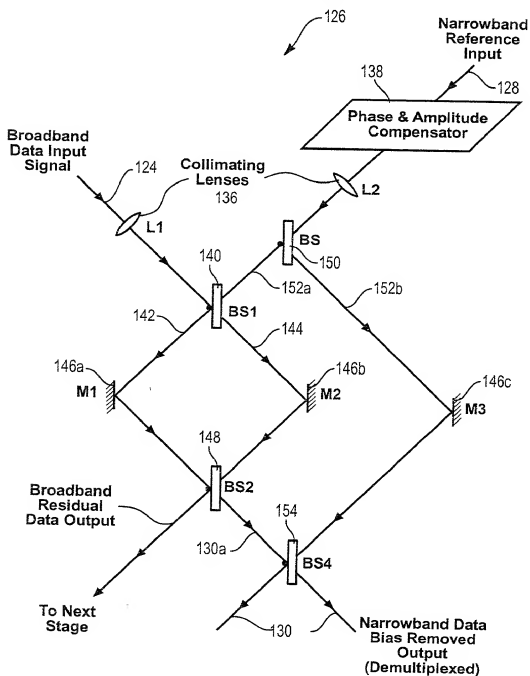 126
Narrowband
Reference
Input
128
138
Phase & Amplitude
Compensator
Broadband
Data Input
Signal
124
Collimating
Lenses
136
L1
L2
BS
150
140
152a
152b
BS1
142
144
146a
146b
146c
M1
M2
M3
148
BS2
Broadband
Residual
Data Output
130a
154
BS4
To Next
Stage
130
Narrowband Data
Bias Removed
Output
(Demultiplexed)